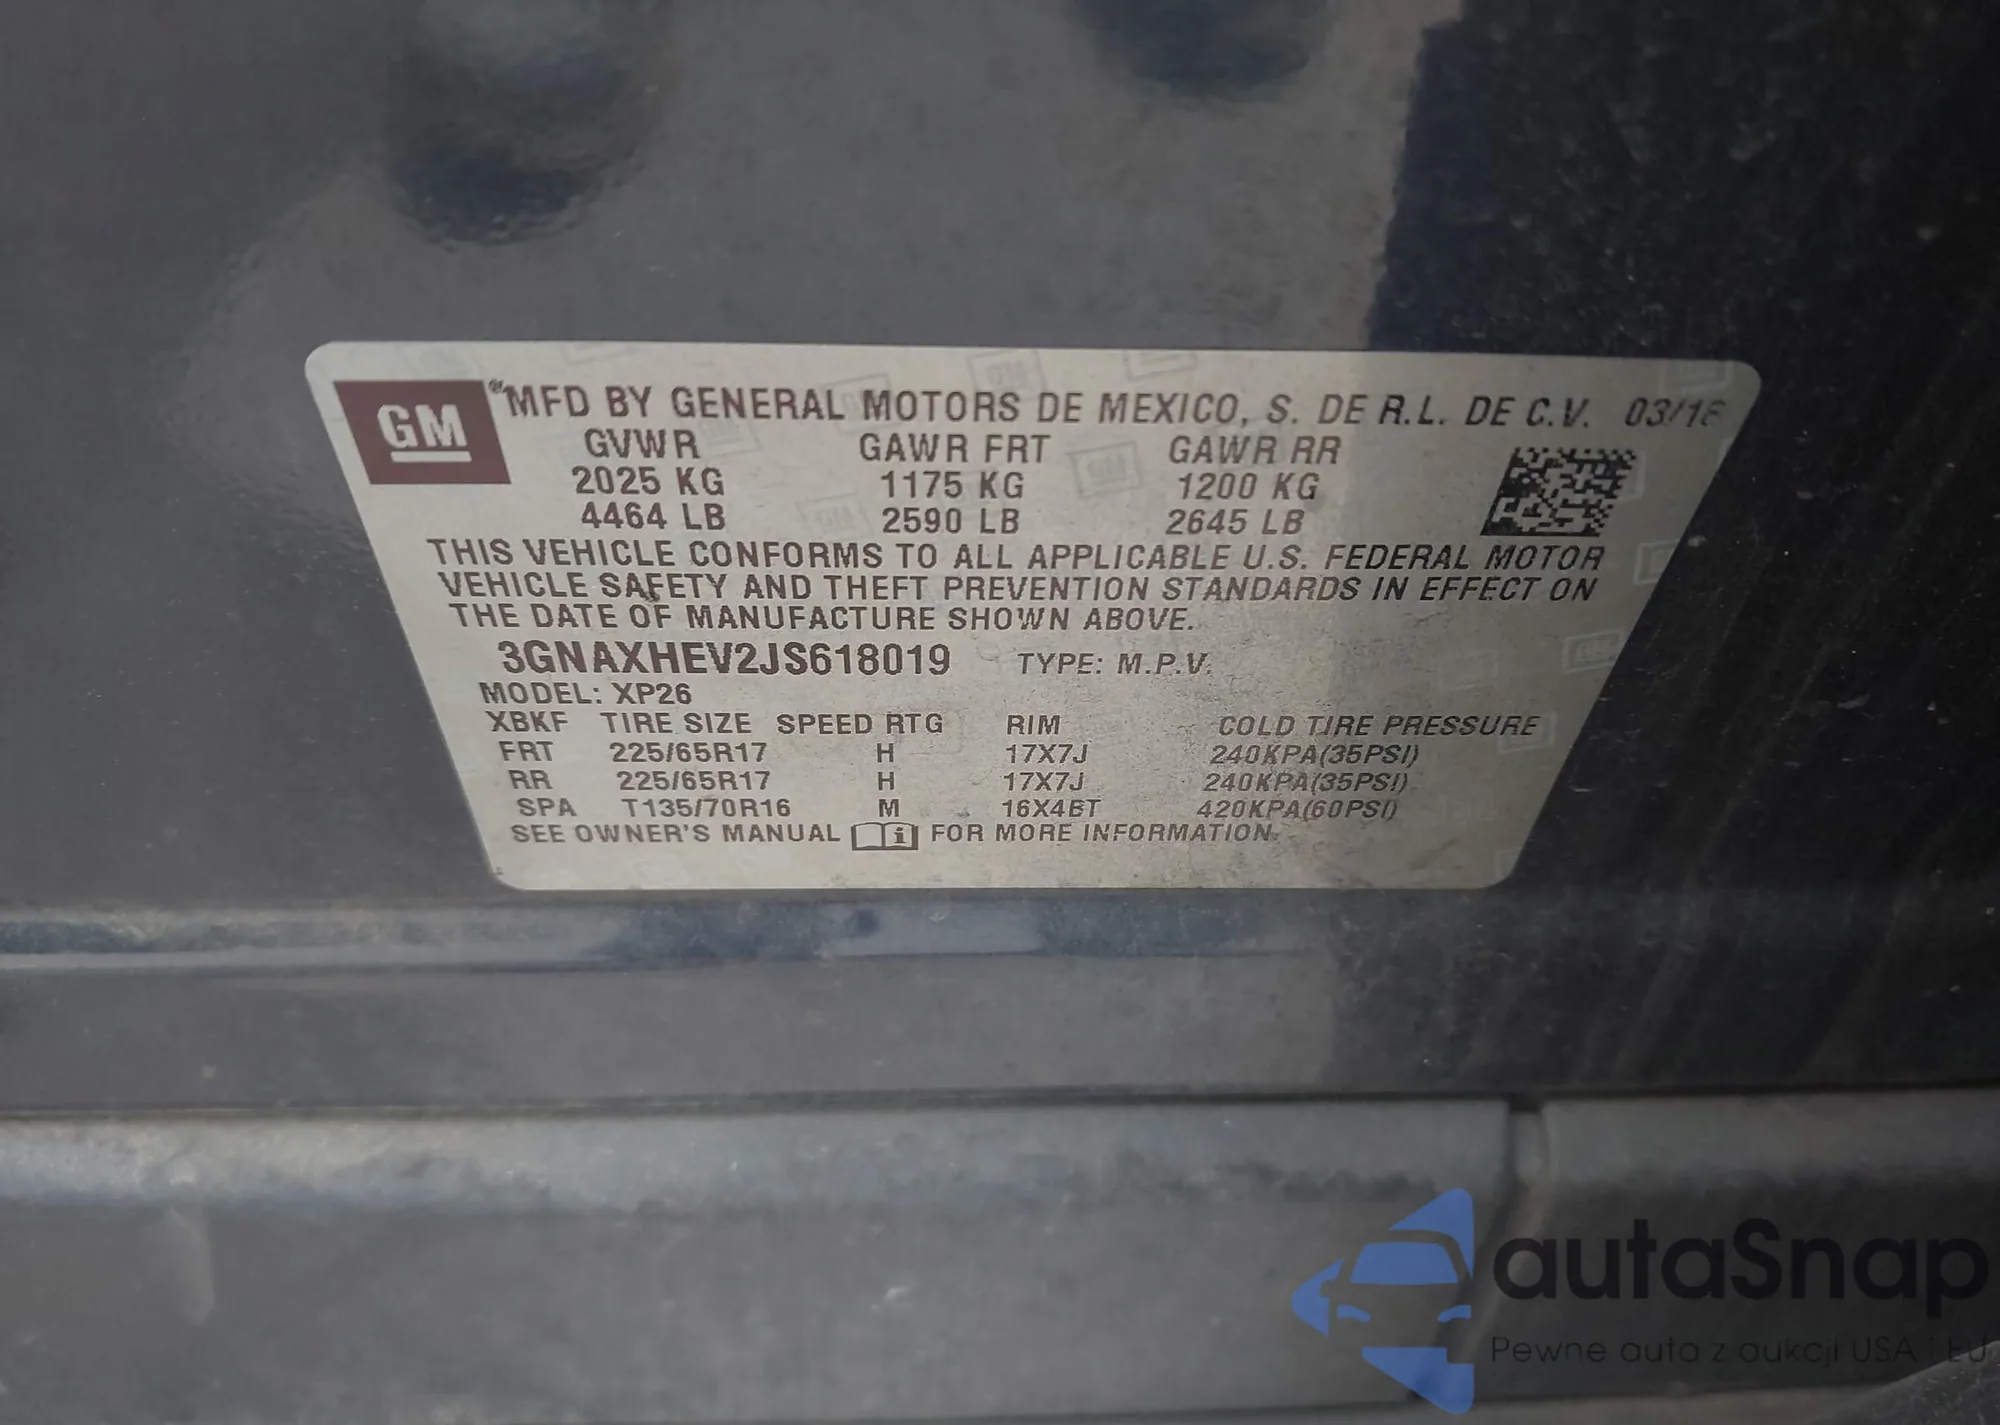 GM
® MFD BY GENERAL MOTORS DE MEXICO, S. DE R.L. DE C.V. 03/18
GVWR GAWR FRT GAWR RR
2025 KG 1175 KG 1200 KG
4464 LB 2590 LB 2645 LB
THIS VEHICLE CONFORMS TO ALL APPLICABLE U.S. FEDERAL MOTOR
VEHICLE SAFETY AND THEFT PREVENTION STANDARDS IN EFFECT ON
THE DATE OF MANUFACTURE SHOWN ABOVE.
3GNAXHEV2JS618019 TYPE: M.P.V.
MODEL: XP26
XBKF TIRE SIZE SPEED RTG RIM COLD TIRE PRESSURE
FRT 225/65R17 H 17X7J 240KPA(35PSI)
RR 225/65R17 H 17X7J 240KPA(35PSI)
SPA T135/70R16 M 16X4BT 420KPA(60PSI)
SEE OWNER'S MANUAL i FOR MORE INFORMATION.
autaSnap
Pewne auta z aukcji USA i EU